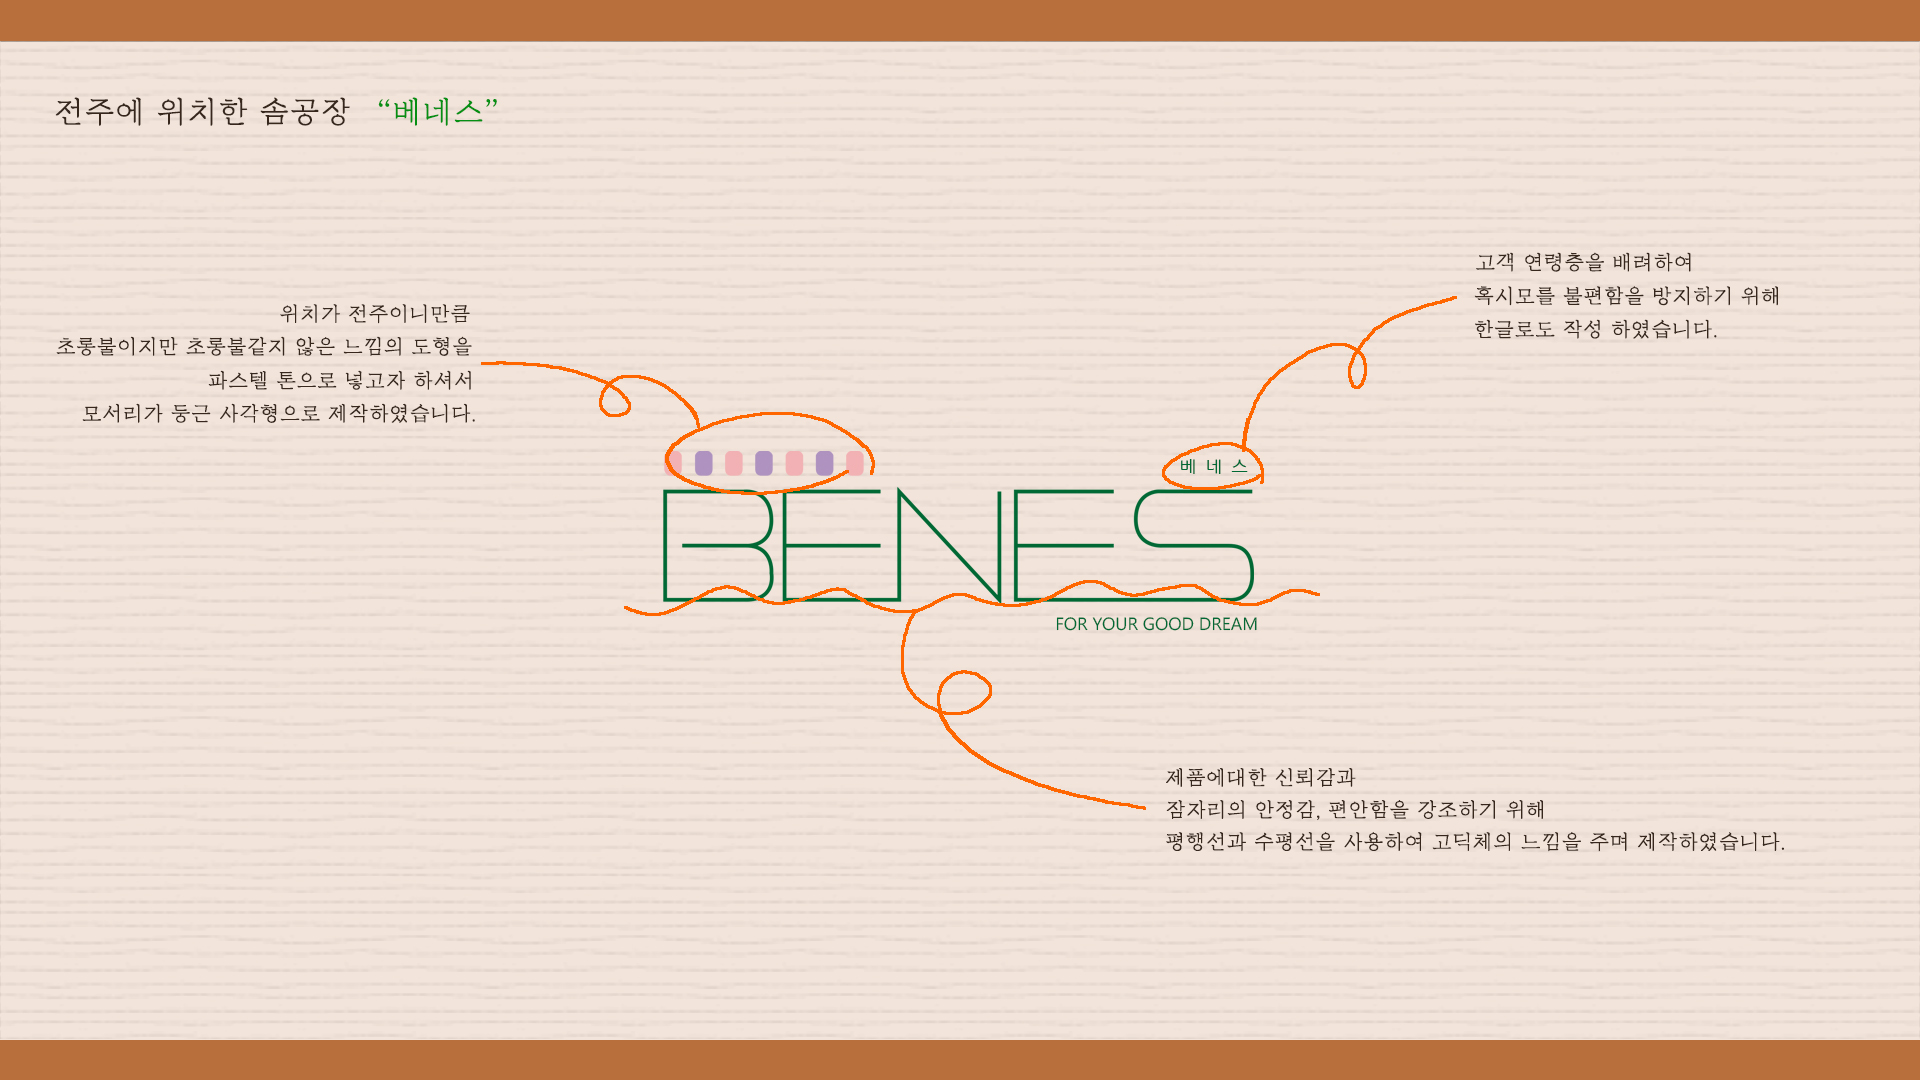 전주에 위치한 솜공장 “베네스”
위치가 전주이니만큼
초롱불이지만 초롱불같지 않은 느낌의 도형을
파스텔 톤으로 넣고자 하셔서
모서리가 둥근 사각형으로 제작하였습니다.
고객 연령층을 배려하여
혹시모를 불편함을 방지하기 위해
한글로도 작성 하였습니다.
베 네 스
BENES
FOR YOUR GOOD DREAM
제품에대한 신뢰감과
잠자리의 안정감, 편안함을 강조하기 위해
평행선과 수평선을 사용하여 고딕체의 느낌을 주며 제작하였습니다.